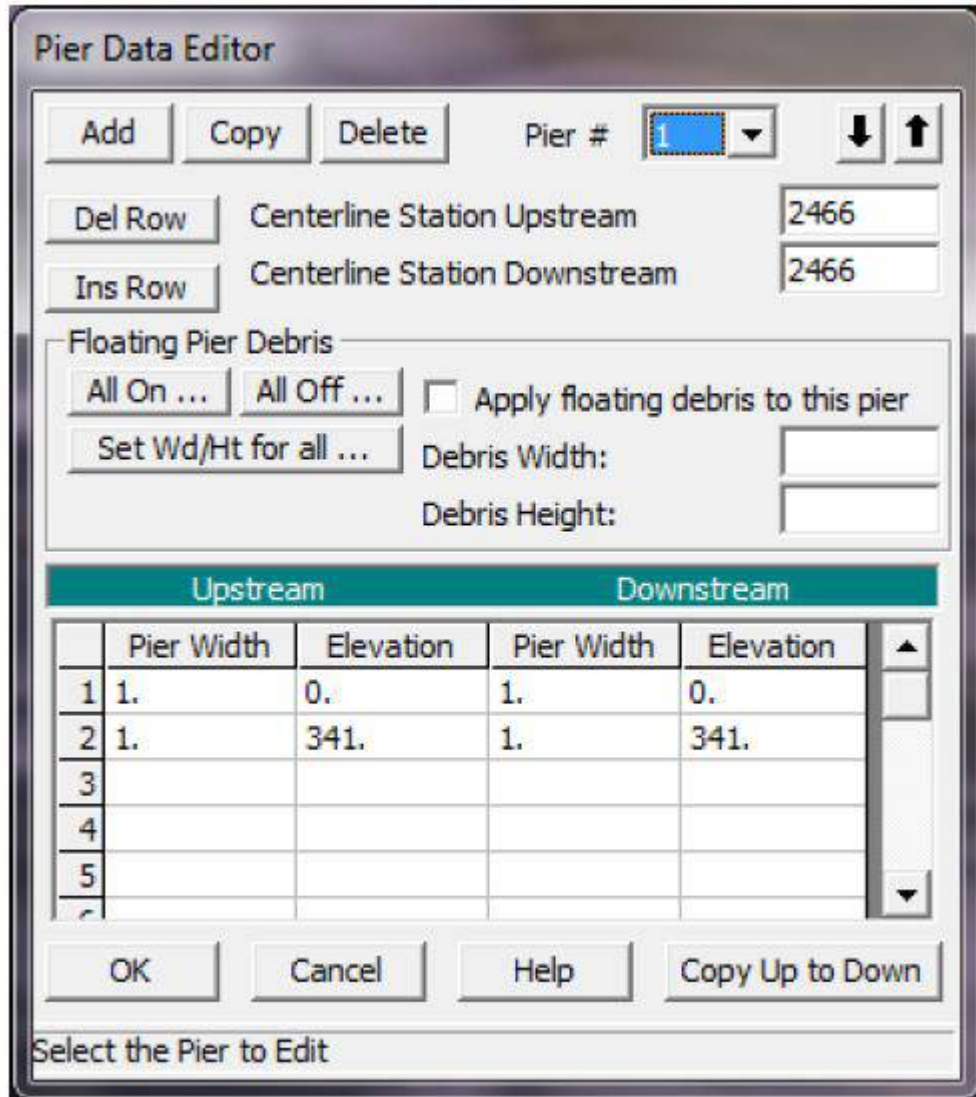 Pier Data Editor
Add Copy Delete Pier # 1
Del Row Centerline Station Upstream 2466
Ins Row Centerline Station Downstream 2466
Floating Pier Debris
All On ... All Off ... Apply floating debris to this pier
Set Wd/Ht for all ... Debris Width:
Debris Height:
Upstream Downstream
Pier Width Elevation Pier Width Elevation
1 1. 0. 1. 0.
2 1. 341. 1. 341.
3
4
5
OK Cancel Help Copy Up to Down
Select the Pier to Edit